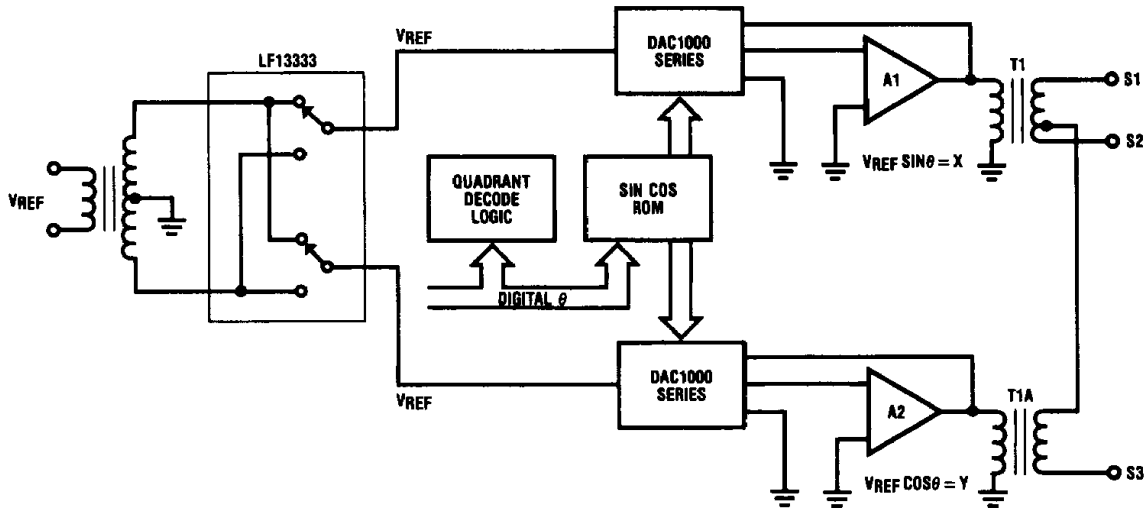 LF13333
VREF
DAC1000
SERIES
A1
T1
S1
S2
VREF SINθ = X
VREF
QUADRANT
DECODE
LOGIC
SIN COS
ROM
DIGITAL θ
VREF
DAC1000
SERIES
A2
T1A
S3
VREF COSθ = Y